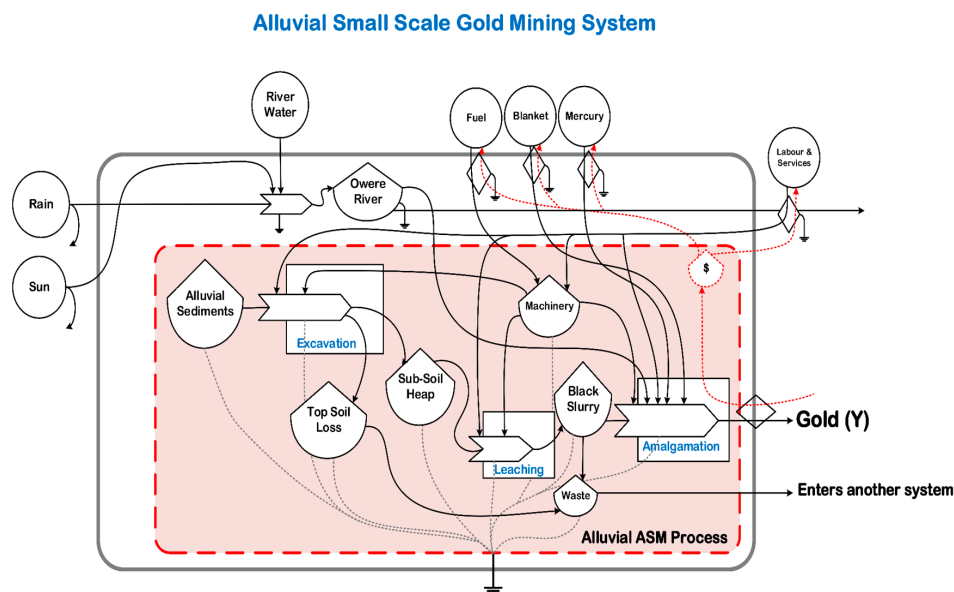 Alluvial Small Scale Gold Mining System
River
Water
Fuel
Blanket
Mercury
Labour &
Services
Rain
Owere
River
Sun
$
Alluvial
Sediments
Machinery
Excavation
Sub-Soil
Heap
Black
Slurry
Top Soil
Loss
Gold (Y)
Amalgamation
Leaching
Waste
Enters another system
Alluvial ASM Process